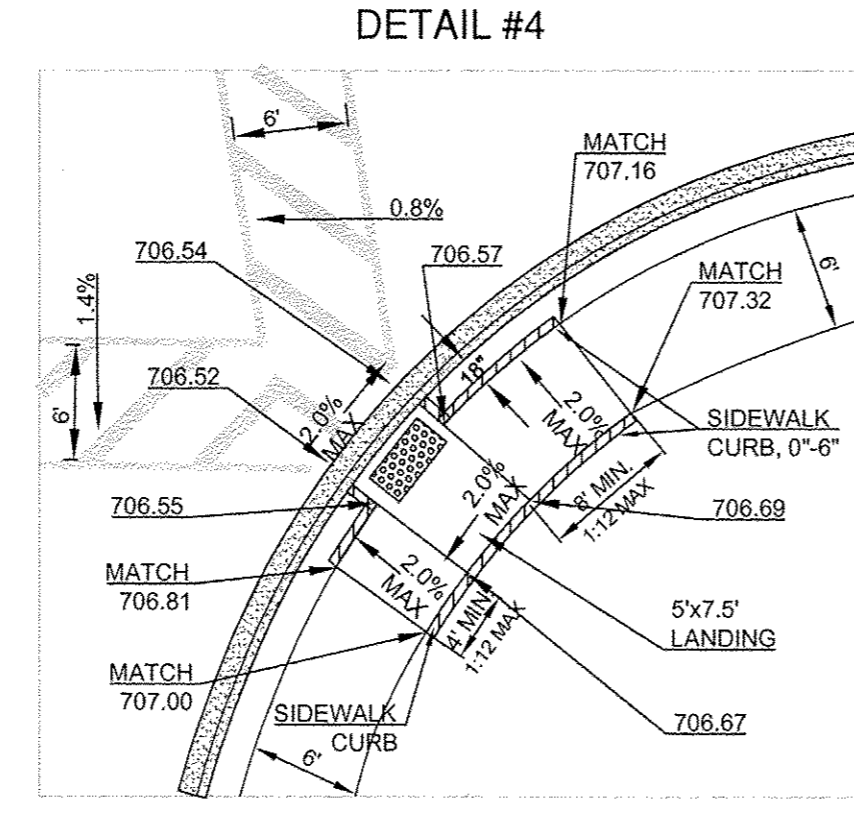 DETAIL #4
6'
MATCH
707.16
0.8%
706.54
706.57
MATCH
707.32
6'
1.4%
706.52
6'
18"
2.0%
MAX
2.0%
MAX
SIDEWALK
CURB, 0"-6"
2.0%
MAX
8' MIN.
1:12 MAX
706.55
706.69
MATCH
706.81
2.0%
MAX
4' MIN.
1:12 MAX
5'x7.5'
LANDING
MATCH
707.00
SIDEWALK
CURB
706.67
6'